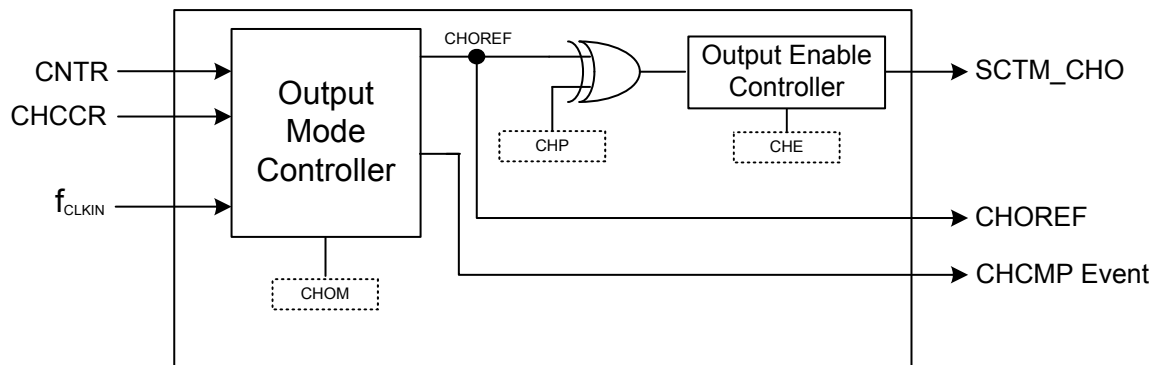 CNTR
CHCCR
fCLKIN
Output
Mode
Controller
CHOM
CHOREF
CHP
Output Enable
Controller
CHE
SCTM_CHO
CHOREF
CHCMP Event